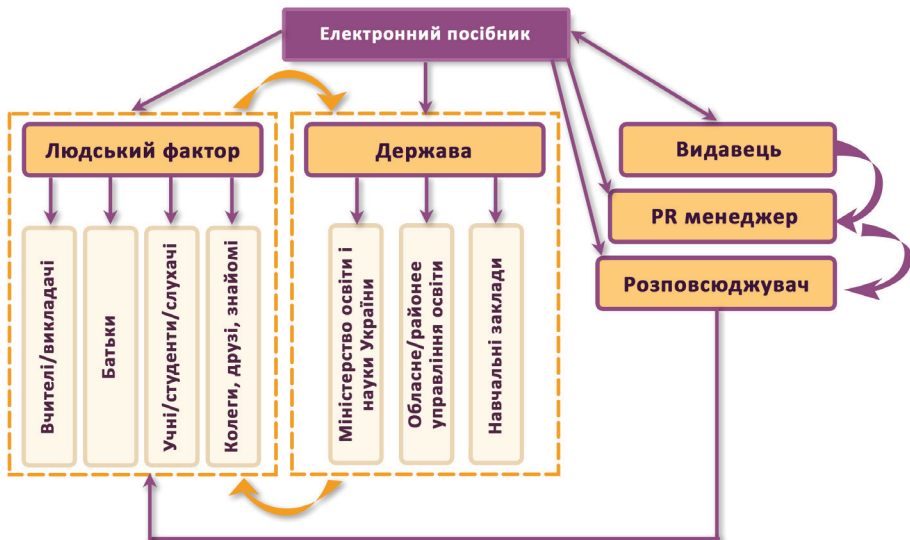 Електронний посібник
Людський фактор
Держава
Видавець
PR менеджер
Розповсюджувач
Вчителі/викладачі
Батьки
Учні/студенти/слухачі
Колеги, друзі, знайомі
Міністерство освіти і
науки України
Обласне/районее
управління освіти
Навчальні заклади